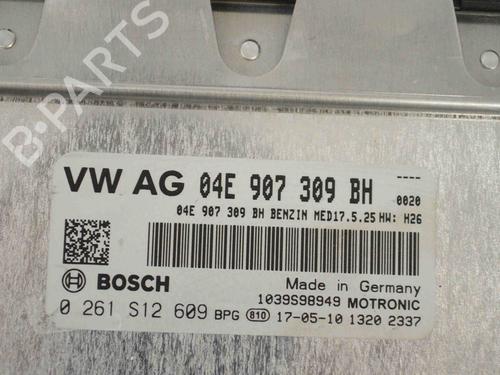 B-PARTS
VW AG 04E 907 309 BH 0020
04E 907 309 BH BENZIN MED17.5.25 HW: H26
BOSCH
Made in Germany
1039S98949 MOTRONIC
0 261 S12 609 BPG 810 17-05-10 1320 2337